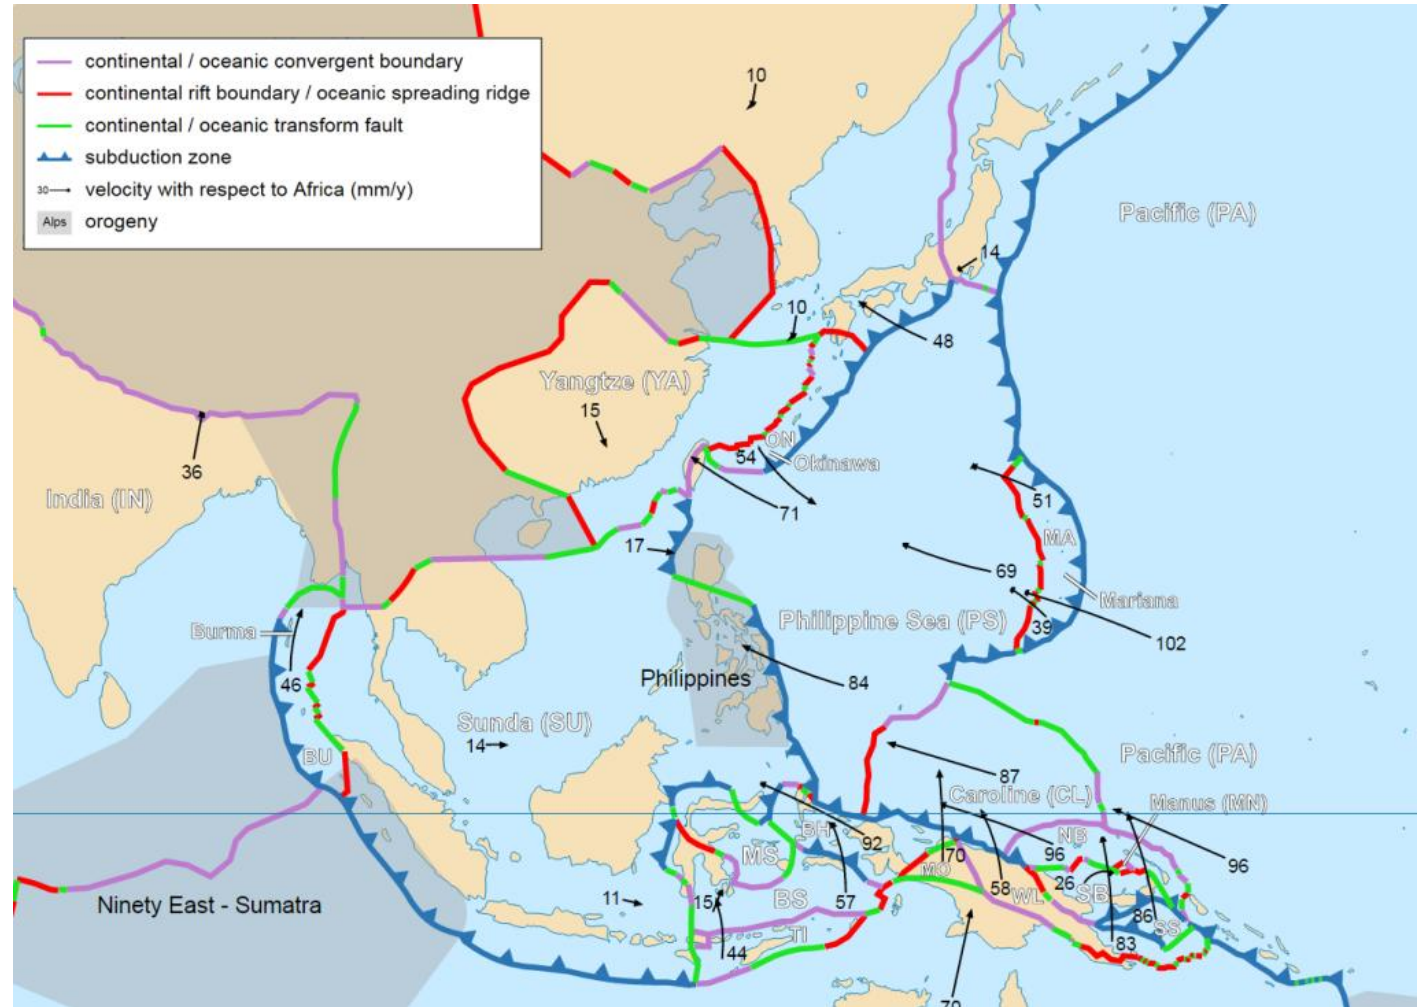 continental / oceanic convergent boundary
continental rift boundary / oceanic spreading ridge
continental / oceanic transform fault
subduction zone
30 velocity with respect to Africa (mm/y)
Alps orogeny
10
Pacific (PA)
14
10
48
Yangtze (YA)
15
36
ON
54
Okinawa
India (IN)
51
71
MA
17
69
Mariana
Burma
Philippine Sea (PS)
39
102
46
Philippines
84
Sunda (SU)
14
BU
Pacific (PA)
87
Caroline (CL)
Manus (MN)
BH
92
NB
MS
70
96
96
MO
58
26
11
15
BS
57
WL
SB
Ninety East - Sumatra
86
SS
TI
44
83
70